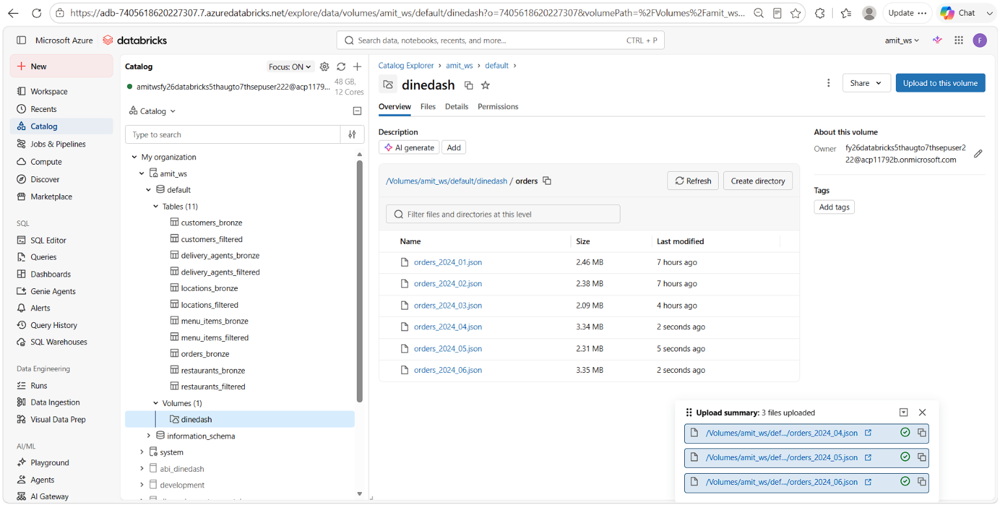 https://adb-7405618620227307.7.azuredatabricks.net/explore/data/volumes/amit_ws/default/dinedash?o=7405618620227307&volumePath=%2FVolumes%2Famit_ws...
Update
Chat
Microsoft Azure
databricks
Search data, notebooks, recents, and more...
CTRL + P
amit_ws
F
New
Workspace
Recents
Catalog
Jobs & Pipelines
Compute
Discover
Marketplace
SQL
SQL Editor
Queries
Dashboards
Genie Agents
Alerts
Query History
SQL Warehouses
Data Engineering
Runs
Data Ingestion
Visual Data Prep
AI/ML
Playground
Agents
AI Gateway
Catalog
Focus: ON
amitwsfy26databricks5thaugto7thsepuser222@acp1179...
48 GB,
12 Cores
Catalog
Type to search
My organization
amit_ws
default
Tables (11)
customers_bronze
customers_filtered
delivery_agents_bronze
delivery_agents_filtered
locations_bronze
locations_filtered
menu_items_bronze
menu_items_filtered
orders_bronze
restaurants_bronze
restaurants_filtered
Volumes (1)
dinedash
information_schema
system
abi_dinedash
development
Catalog Explorer › amit_ws › default ›
dinedash
Share
Upload to this volume
Overview Files Details Permissions
Description
AI generate
Add
/Volumes/amit_ws/default/dinedash / orders
Refresh
Create directory
Filter files and directories at this level
Name Size Last modified
orders_2024_01.json 2.46 MB 7 hours ago
orders_2024_02.json 2.38 MB 7 hours ago
orders_2024_03.json 2.09 MB 4 hours ago
orders_2024_04.json 3.34 MB 2 seconds ago
orders_2024_05.json 2.31 MB 5 seconds ago
orders_2024_06.json 3.35 MB 2 seconds ago
About this volume
Owner fy26databricks5thaugto7thsepuser2
22@acp11792b.onmicrosoft.com
Tags
Add tags
Upload summary: 3 files uploaded
/Volumes/amit_ws/def.../orders_2024_04.json
/Volumes/amit_ws/def.../orders_2024_05.json
/Volumes/amit_ws/def.../orders_2024_06.json